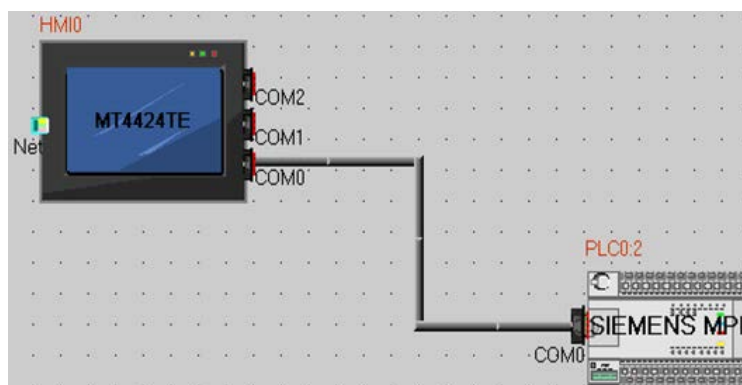 HMI0
COM2
MT4424TE
COM1
Net
COM0
PLC0:2
SIEMENS MPI
COM0